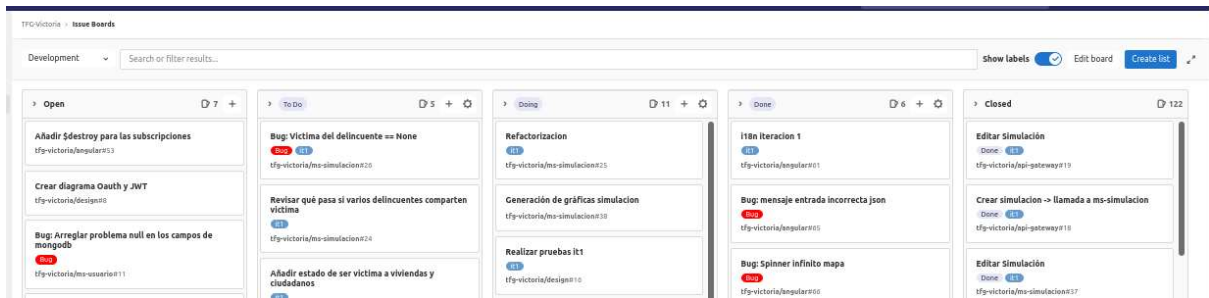 TFG-Victoria > Issue Boards
Development
Search or filter results...
Show labels
Edit board
Create list
Open
7
Añadir $destroy para las subscripciones
tfg-victoria/angular#53
Crear diagrama Oauth y JWT
tfg-victoria/design#8
Bug: Arreglar problema null en los campos de
mongodb
Bug
tfg-victoria/ms-usuario#11
To Do
5
Bug: Victima del delincuente == None
Bug it1
tfg-victoria/ms-simulacion#26
Revisar qué pasa si varios delincuentes comparten
victima
it1
tfg-victoria/ms-simulacion#24
Añadir estado de ser victima a viviendas y
ciudadanos
it1
Doing
11
Refactorizacion
it1
tfg-victoria/ms-simulacion#25
Generación de gráficas simulacion
tfg-victoria/ms-simulacion#38
Realizar pruebas it1
it1
tfg-victoria/design#10
Done
6
i18n iteracion 1
it1
tfg-victoria/angular#61
Bug: mensaje entrada incorrecta json
Bug
tfg-victoria/angular#65
Bug: Spinner infinito mapa
Bug
tfg-victoria/angular#66
Closed
122
Editar Simulación
Done it1
tfg-victoria/api-gateway#19
Crear simulacion -> llamada a ms-simulacion
Done it1
tfg-victoria/api-gateway#18
Editar Simulación
Done it1
tfg-victoria/ms-simulacion#37